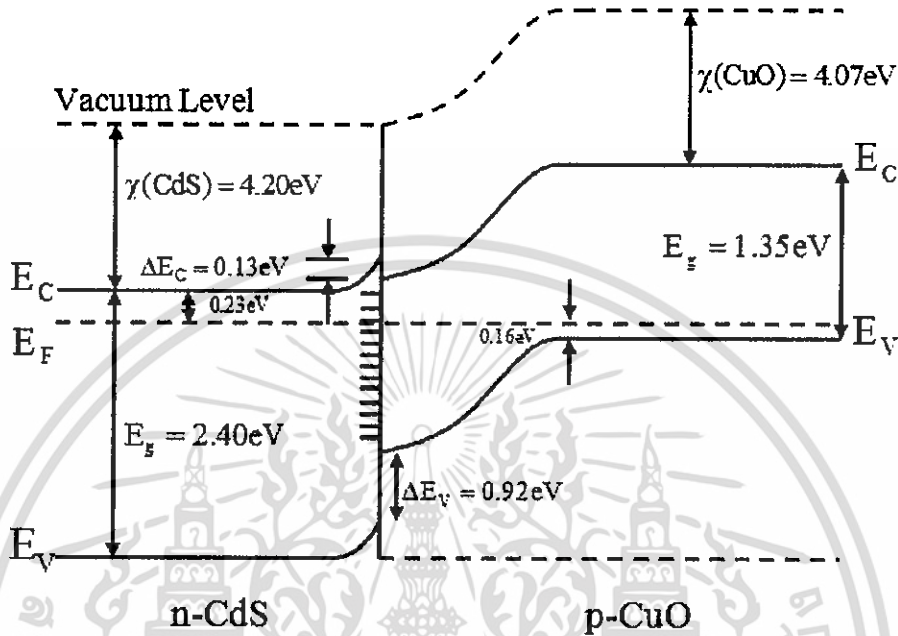 Vacuum Level
χ(CuO) = 4.07eV
χ(CdS) = 4.20eV
E_C
E_g = 1.35eV
ΔE_C = 0.13eV
E_C
0.23eV
0.16eV
E_V
E_F
E_g = 2.40eV
ΔE_V = 0.92eV
E_V
n-CdS
p-CuO